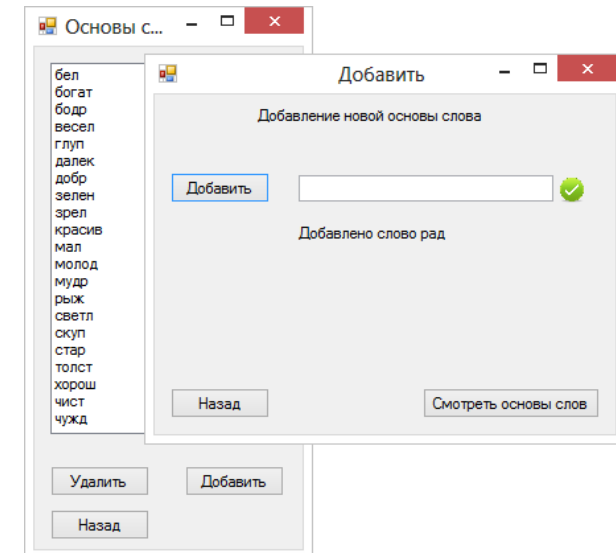 Основы с...
бел
богат
бодр
весел
глуп
далек
добр
зелен
зрел
красив
мал
молод
мудр
рыж
светл
скуп
стар
толст
хорош
чист
чужд
Удалить
Добавить
Назад
Добавить
Добавление новой основы слова
Добавить
Добавлено слово рад
Назад
Смотреть основы слов